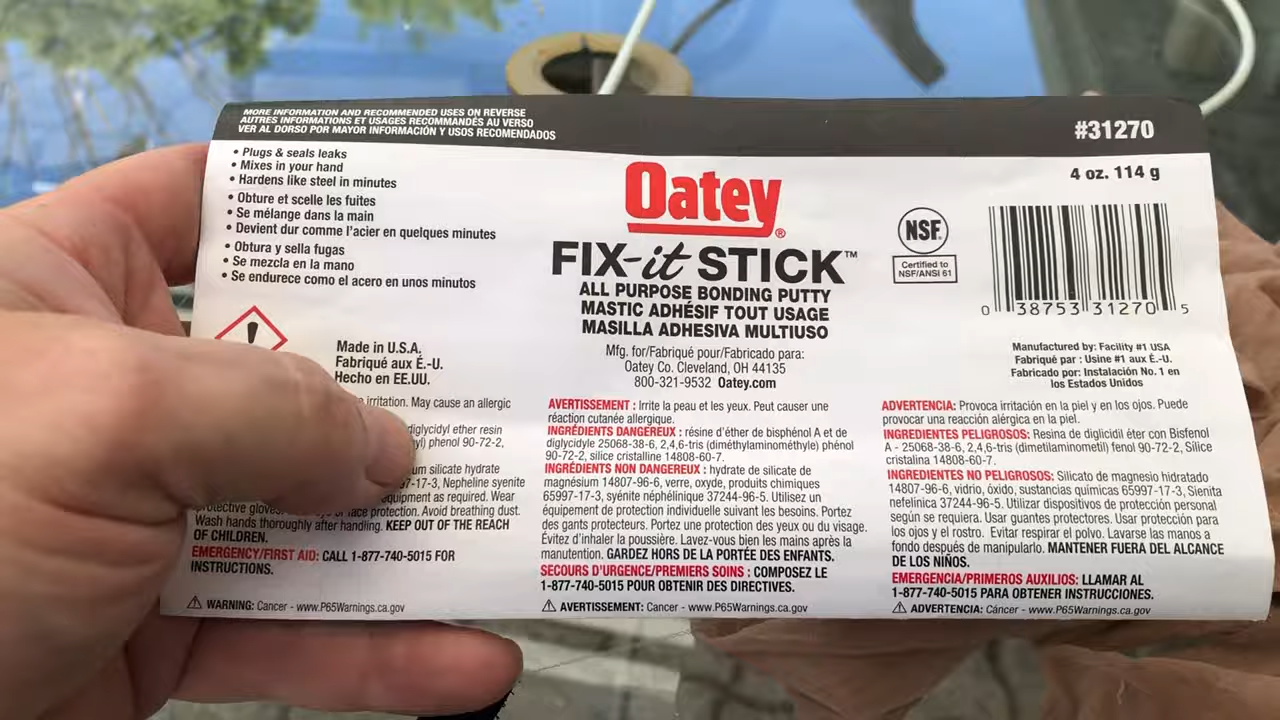 MORE INFORMATION AND RECOMMENDED USES ON REVERSE
AUTRES INFORMATIONS ET USAGES RECOMMANDÉS AU VERSO
VER AL DORSO POR MAYOR INFORMACIÓN Y USOS RECOMENDADOS
#31270
4 oz. 114 g
• Plugs & seals leaks
• Mixes in your hand
• Hardens like steel in minutes
• Obture et scelle les fuites
• Se mélange dans la main
• Devient dur comme l'acier en quelques minutes
• Obtura y sella fugas
• Se mezcla en la mano
• Se endurece como el acero en unos minutos
Made in U.S.A.
Fabriqué aux É.-U.
Hecho en EE.UU.
irritation. May cause an allergic
diglycidyl ether resin
phenol 90-72-2,
silicate hydrate
17-3, Nepheline syenite
equipment as required. Wear
protective gloves. face protection. Avoid breathing dust.
Wash hands thoroughly after handling. KEEP OUT OF THE REACH
OF CHILDREN.
EMERGENCY/FIRST AID: CALL 1-877-740-5015 FOR
INSTRUCTIONS.
WARNING: Cancer - www.P65Warnings.ca.gov
Oatey®
FIX-it STICK™
ALL PURPOSE BONDING PUTTY
MASTIC ADHÉSIF TOUT USAGE
MASILLA ADHESIVA MULTIUSO
Mfg. for/Fabriqué pour/Fabricado para:
Oatey Co. Cleveland, OH 44135
800-321-9532 Oatey.com
AVERTISSEMENT : Irrite la peau et les yeux. Peut causer une
réaction cutanée allergique.
INGRÉDIENTS DANGEREUX : résine d'éther de bisphénol A et de
diglycidyle 25068-38-6, 2,4,6-tris (diméthylaminométhyle) phénol
90-72-2, silice cristalline 14808-60-7.
INGRÉDIENTS NON DANGEREUX : hydrate de silicate de
magnésium 14807-96-6, verre, oxyde, produits chimiques
65997-17-3, syénite néphélinique 37244-96-5. Utilisez un
équipement de protection individuelle suivant les besoins. Portez
des gants protecteurs. Portez une protection des yeux ou du visage.
Évitez d'inhaler la poussière. Lavez-vous bien les mains après la
manutention. GARDEZ HORS DE LA PORTÉE DES ENFANTS.
SECOURS D'URGENCE/PREMIERS SOINS : COMPOSEZ LE
1-877-740-5015 POUR OBTENIR DES DIRECTIVES.
AVERTISSEMENT: Cancer - www.P65Warnings.ca.gov
NSF.
Certified to
NSF/ANSI 61
0 38753 31270 5
Manufactured by: Facility #1 USA
Fabriqué par : Usine #1 aux É.-U.
Fabricado por: Instalación No. 1 en
los Estados Unidos
ADVERTENCIA: Provoca irritación en la piel y en los ojos. Puede
provocar una reacción alérgica en la piel.
INGREDIENTES PELIGROSOS: Resina de diglicidil éter con Bisfenol
A - 25068-38-6, 2,4,6-tris (dimetilaminometil) fenol 90-72-2, Sílice
cristalina 14808-60-7.
INGREDIENTES NO PELIGROSOS: Silicato de magnesio hidratado
14807-96-6, vidrio, óxido, sustancias químicas 65997-17-3, Sienita
nefelínica 37244-96-5. Utilizar dispositivos de protección personal
según se requiera. Usar guantes protectores. Usar protección para
los ojos y el rostro. Evitar respirar el polvo. Lavarse las manos a
fondo después de manipularlo. MANTENER FUERA DEL ALCANCE
DE LOS NIÑOS.
EMERGENCIA/PRIMEROS AUXILIOS: LLAMAR AL
1-877-740-5015 PARA OBTENER INSTRUCCIONES.
ADVERTENCIA: Cáncer - www.P65Warnings.ca.gov